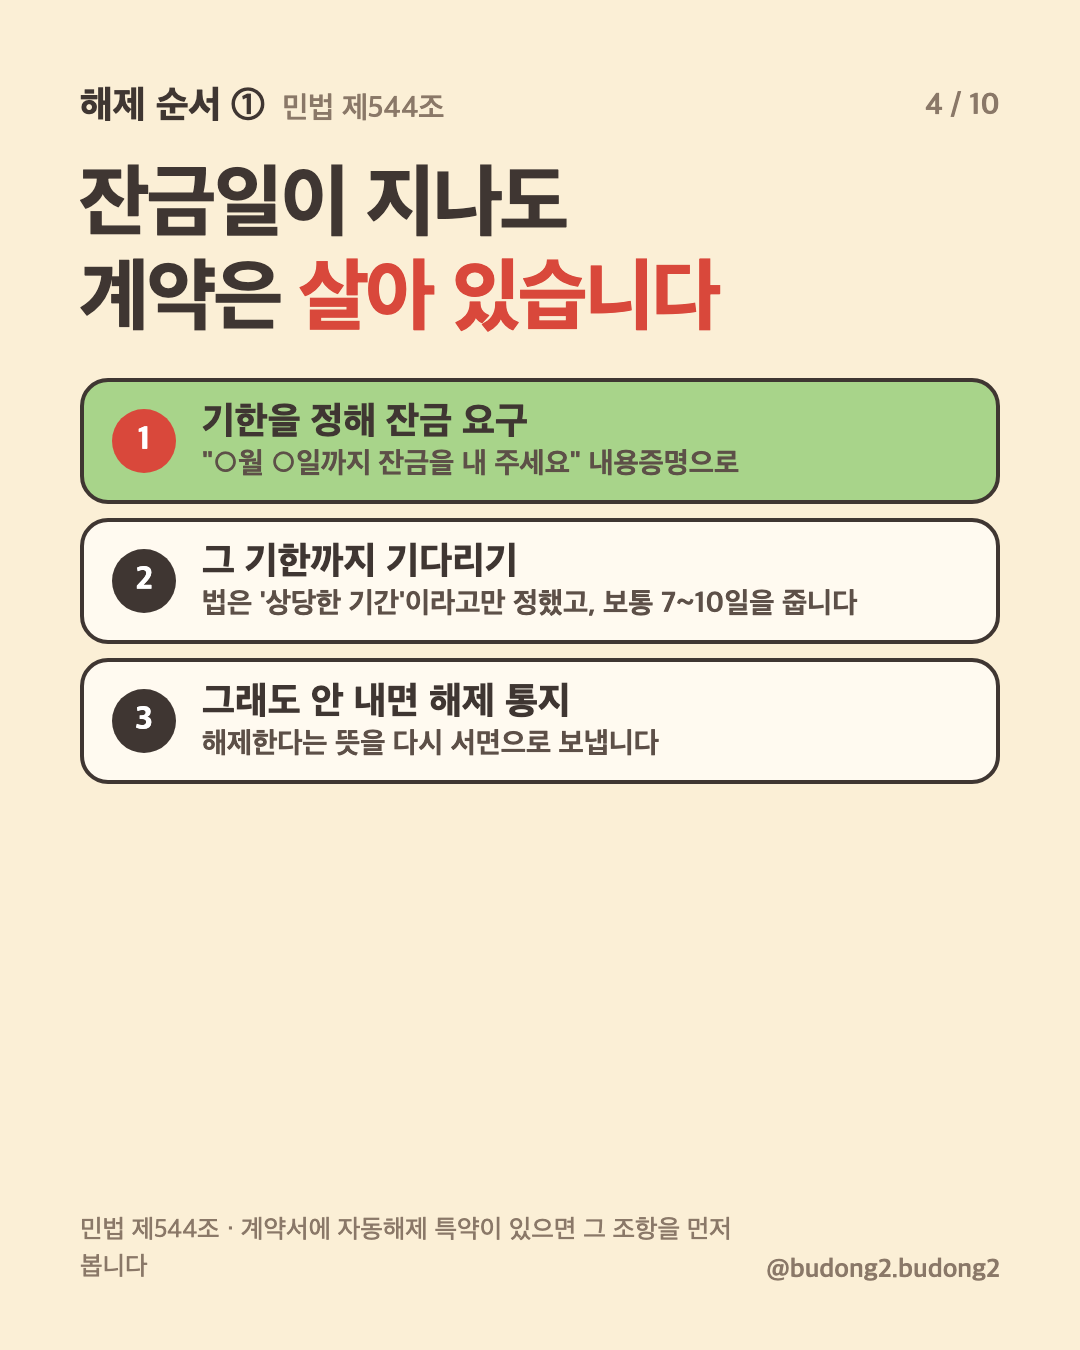 해제 순서 ① 민법 제544조
4 / 10
잔금일이 지나도
계약은 살아 있습니다
1
기한을 정해 잔금 요구
"○월 ○일까지 잔금을 내 주세요" 내용증명으로
2
그 기한까지 기다리기
법은 '상당한 기간'이라고만 정했고, 보통 7~10일을 줍니다
3
그래도 안 내면 해제 통지
해제한다는 뜻을 다시 서면으로 보냅니다
민법 제544조 · 계약서에 자동해제 특약이 있으면 그 조항을 먼저
봅니다
@budong2.budong2